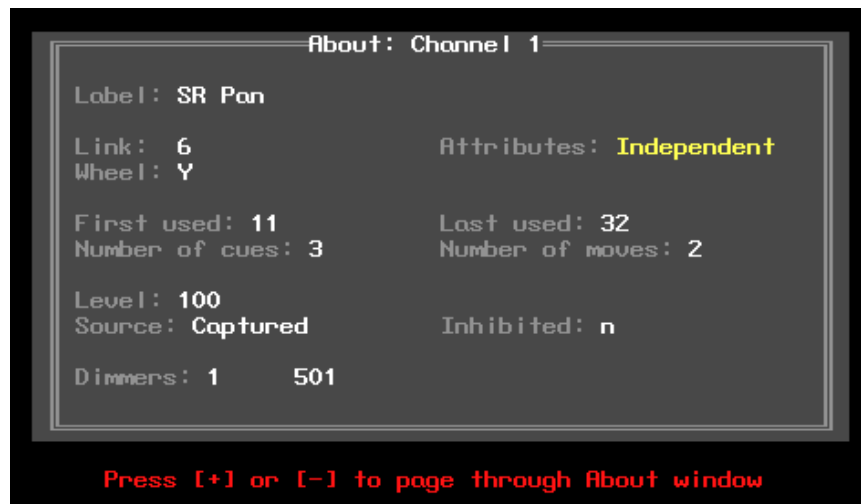 About: Channel 1
Label: SR Pan
Link: 6 Attributes: Independent
Wheel: Y
First used: 11 Last used: 32
Number of cues: 3 Number of moves: 2
Level: 100
Source: Captured Inhibited: n
Dimmers: 1 501
Press [+] or [-] to page through About window